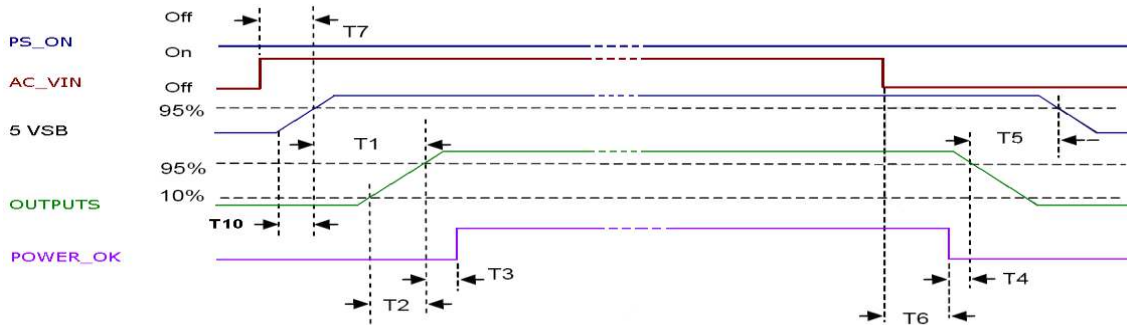 Off
T7
PS_ON
On
AC_VIN
Off
95%
5 VSB
T1
T5
95%
10%
OUTPUTS
T10
POWER_OK
T3
T4
T2
T6